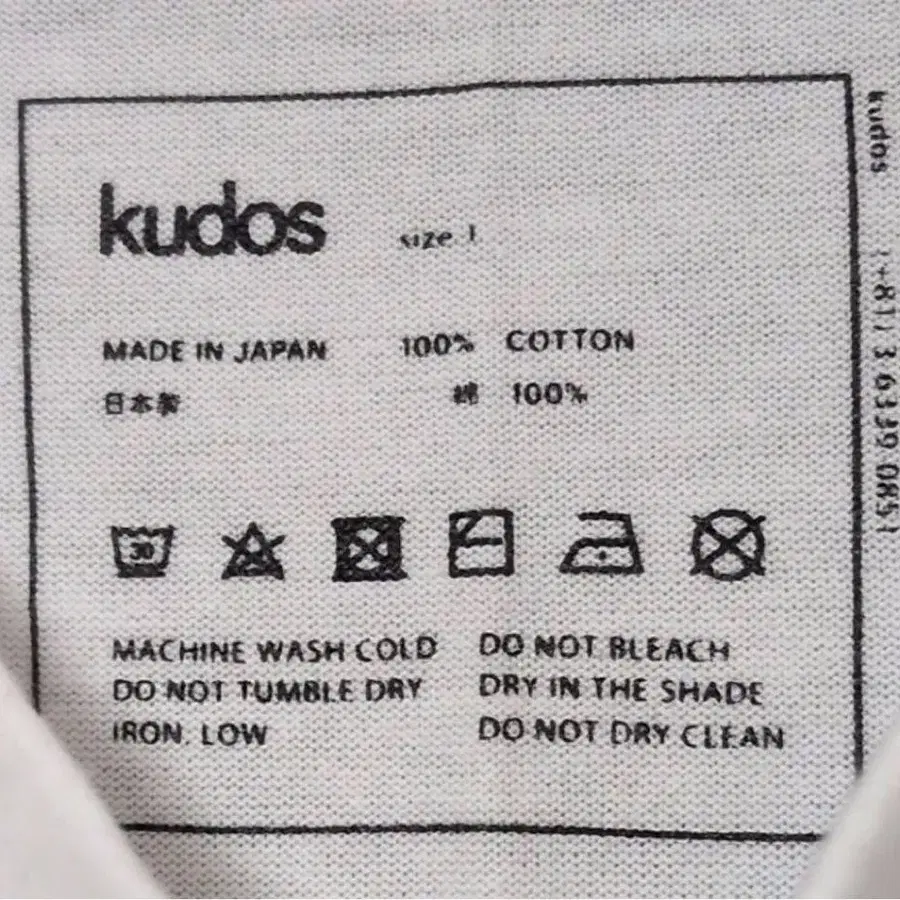 kudos size 1
MADE IN JAPAN 100% COTTON
日本製 綿 100%
30
MACHINE WASH COLD DO NOT BLEACH
DO NOT TUMBLE DRY DRY IN THE SHADE
IRON. LOW DO NOT DRY CLEAN
kudos (+81) 3 6339 0851